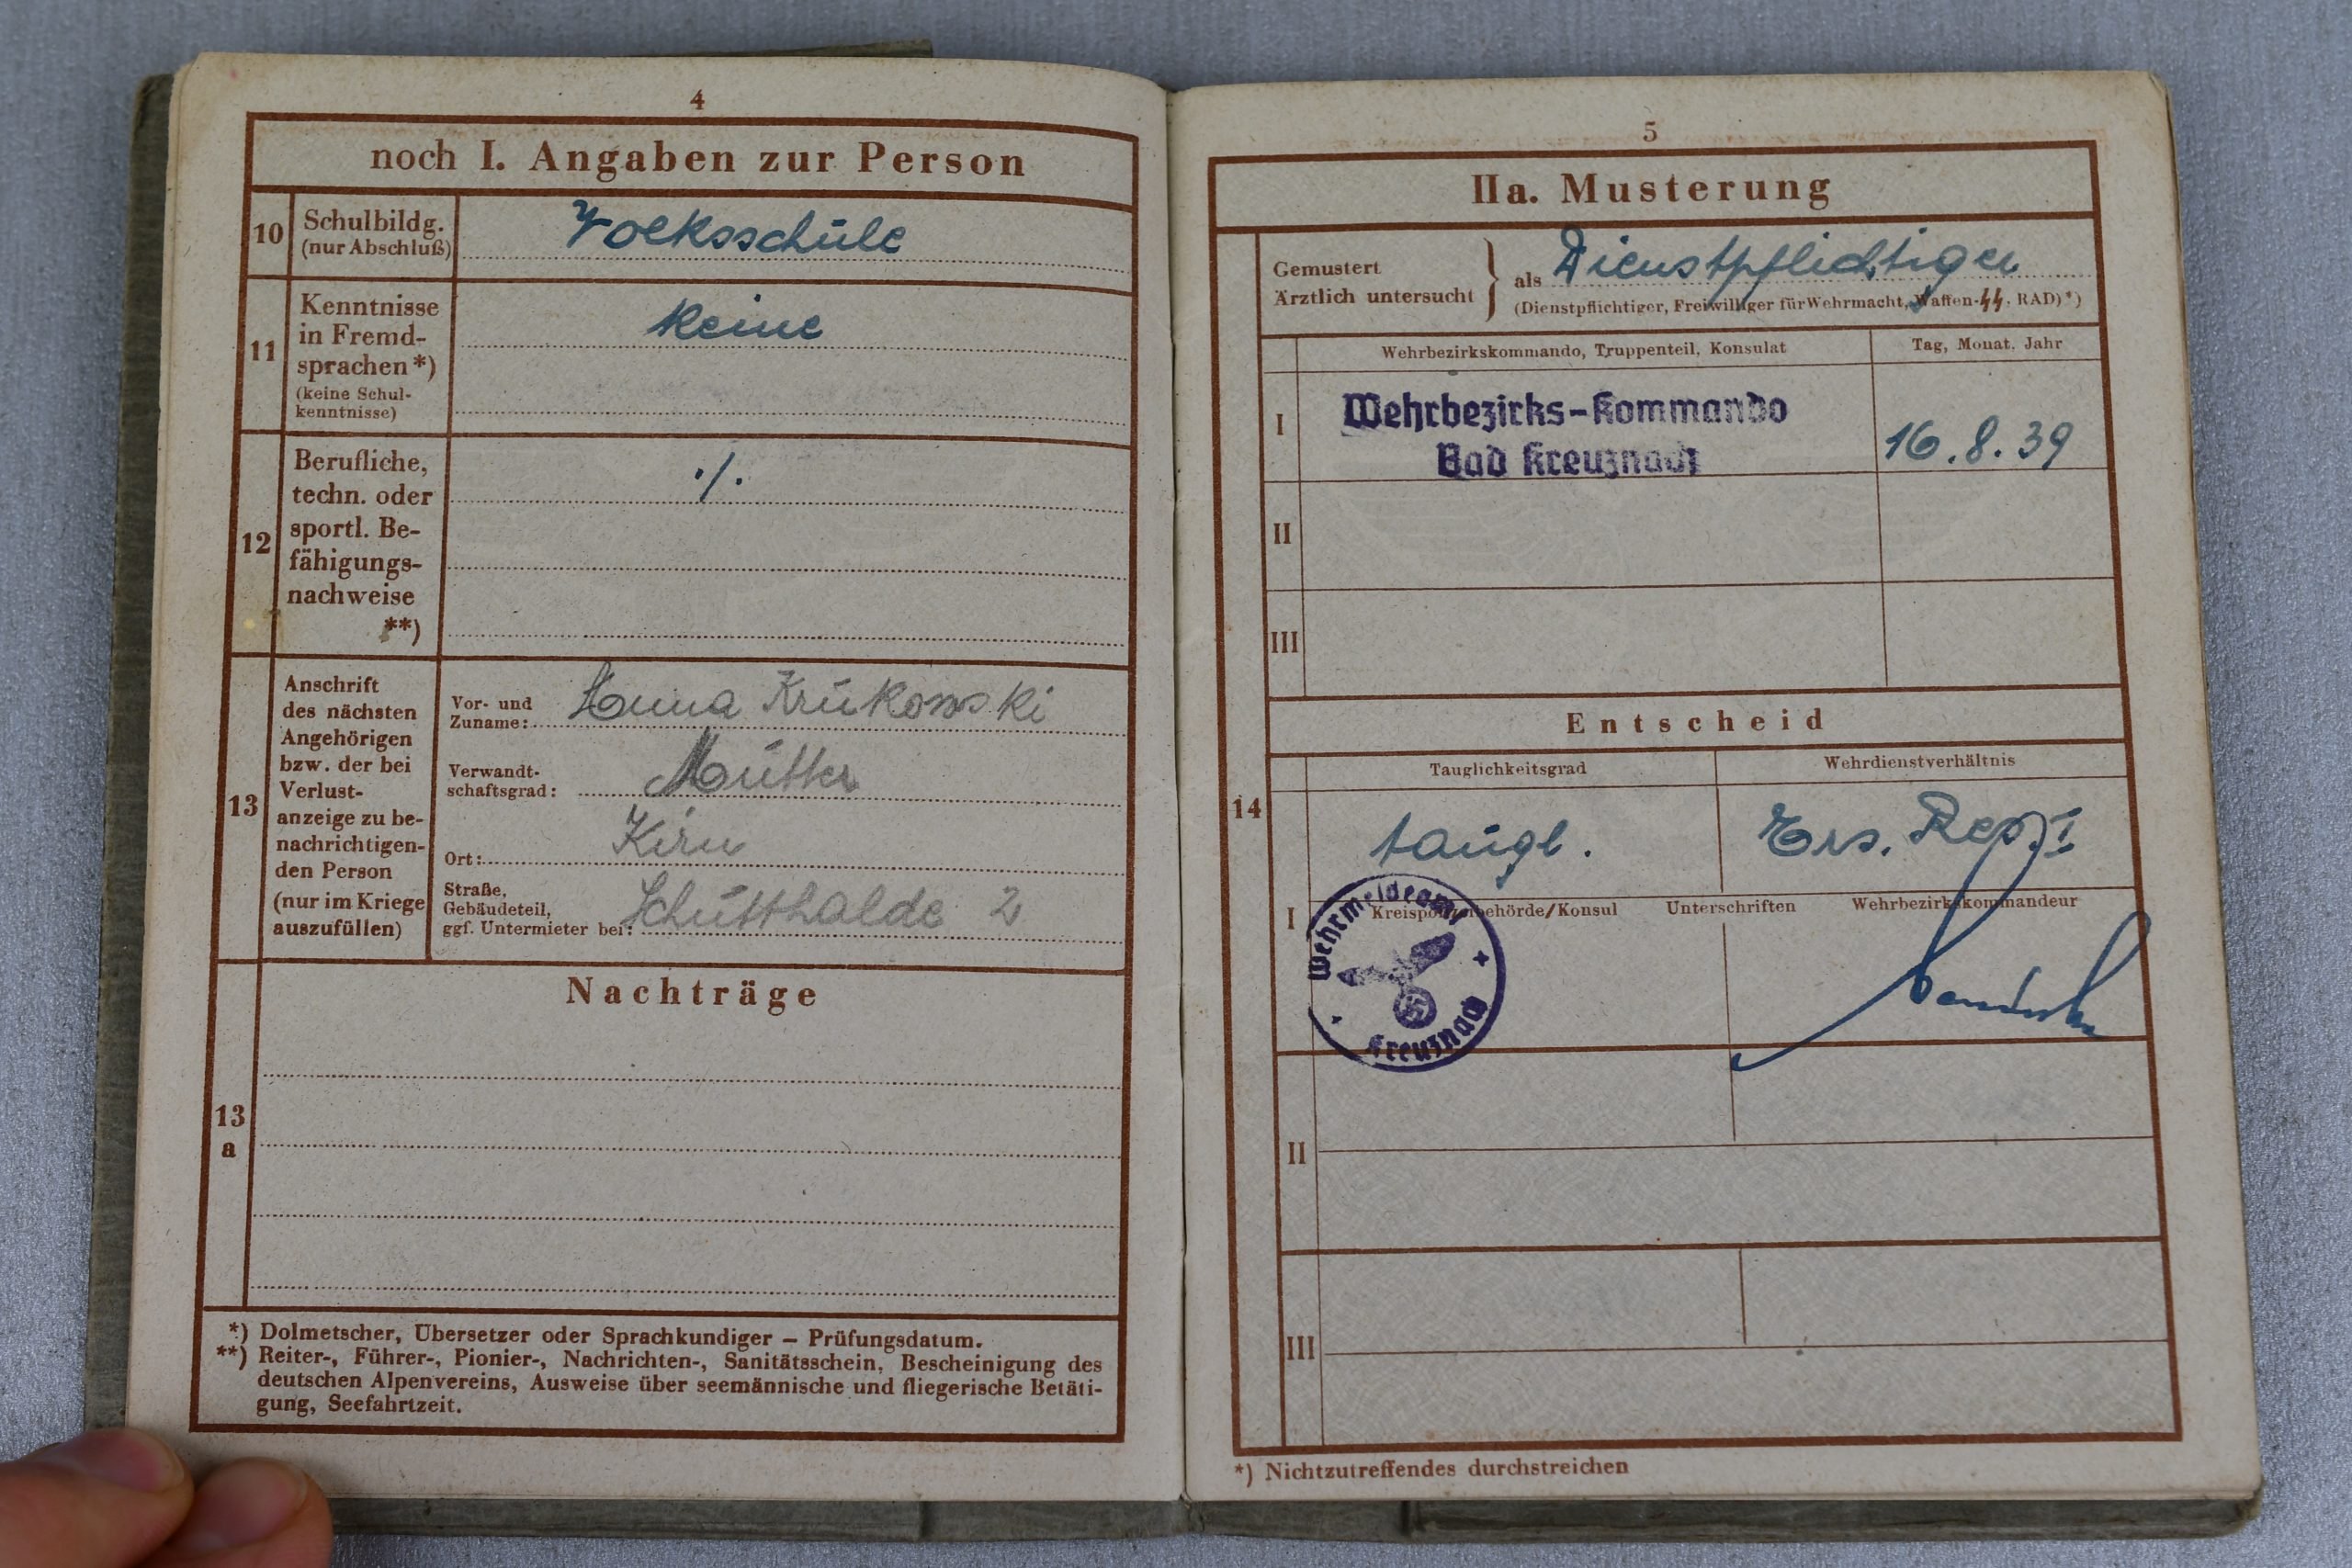 4
noch I. Angaben zur Person
10
Schulbildg.
(nur Abschluß)
Volksschule
11
Kenntnisse
in Fremd-
sprachen*)
(keine Schul-
kenntnisse)
keine
12
Berufliche,
techn. oder
sportl. Be-
fähigungs-
nachweise
**)
./.
13
Anschrift
des nächsten
Angehörigen
bzw. der bei
Verlust-
anzeige zu be-
nachrichtigen-
den Person
(nur im Kriege
auszufüllen)
Vor- und
Zuname: Anna Krukowski
Verwandt-
schaftsgrad: Mutter
Ort: Kirn
Straße,
Gebäudeteil,
ggf. Untermieter bei: Schutthalde 2
Nachträge
13
a
*) Dolmetscher, Übersetzer oder Sprachkundiger – Prüfungsdatum.
**) Reiter-, Führer-, Pionier-, Nachrichten-, Sanitätsschein, Bescheinigung des
deutschen Alpenvereins, Ausweise über seemännische und fliegerische Betäti-
gung, Seefahrtzeit.
5
IIa. Musterung
Gemustert
Ärztlich untersucht
als Dienstpflichtiger
(Dienstpflichtiger, Freiwilliger für Wehrmacht, Waffen-SS, RAD)*)
Wehrbezirkskommando, Truppenteil, Konsulat
Tag, Monat, Jahr
I
Wehrbezirks-Kommando
Bad Kreuznach
16.8.39
II
III
Entscheid
14
Tauglichkeitsgrad
Wehrdienstverhältnis
I
taugl.
Ers. Res. I
Kreispolizeibehörde/Konsul Unterschriften Wehrbezirkskommandeur
Wehrmeldeamt
Kreuznach
II
III
*) Nichtzutreffendes durchstreichen